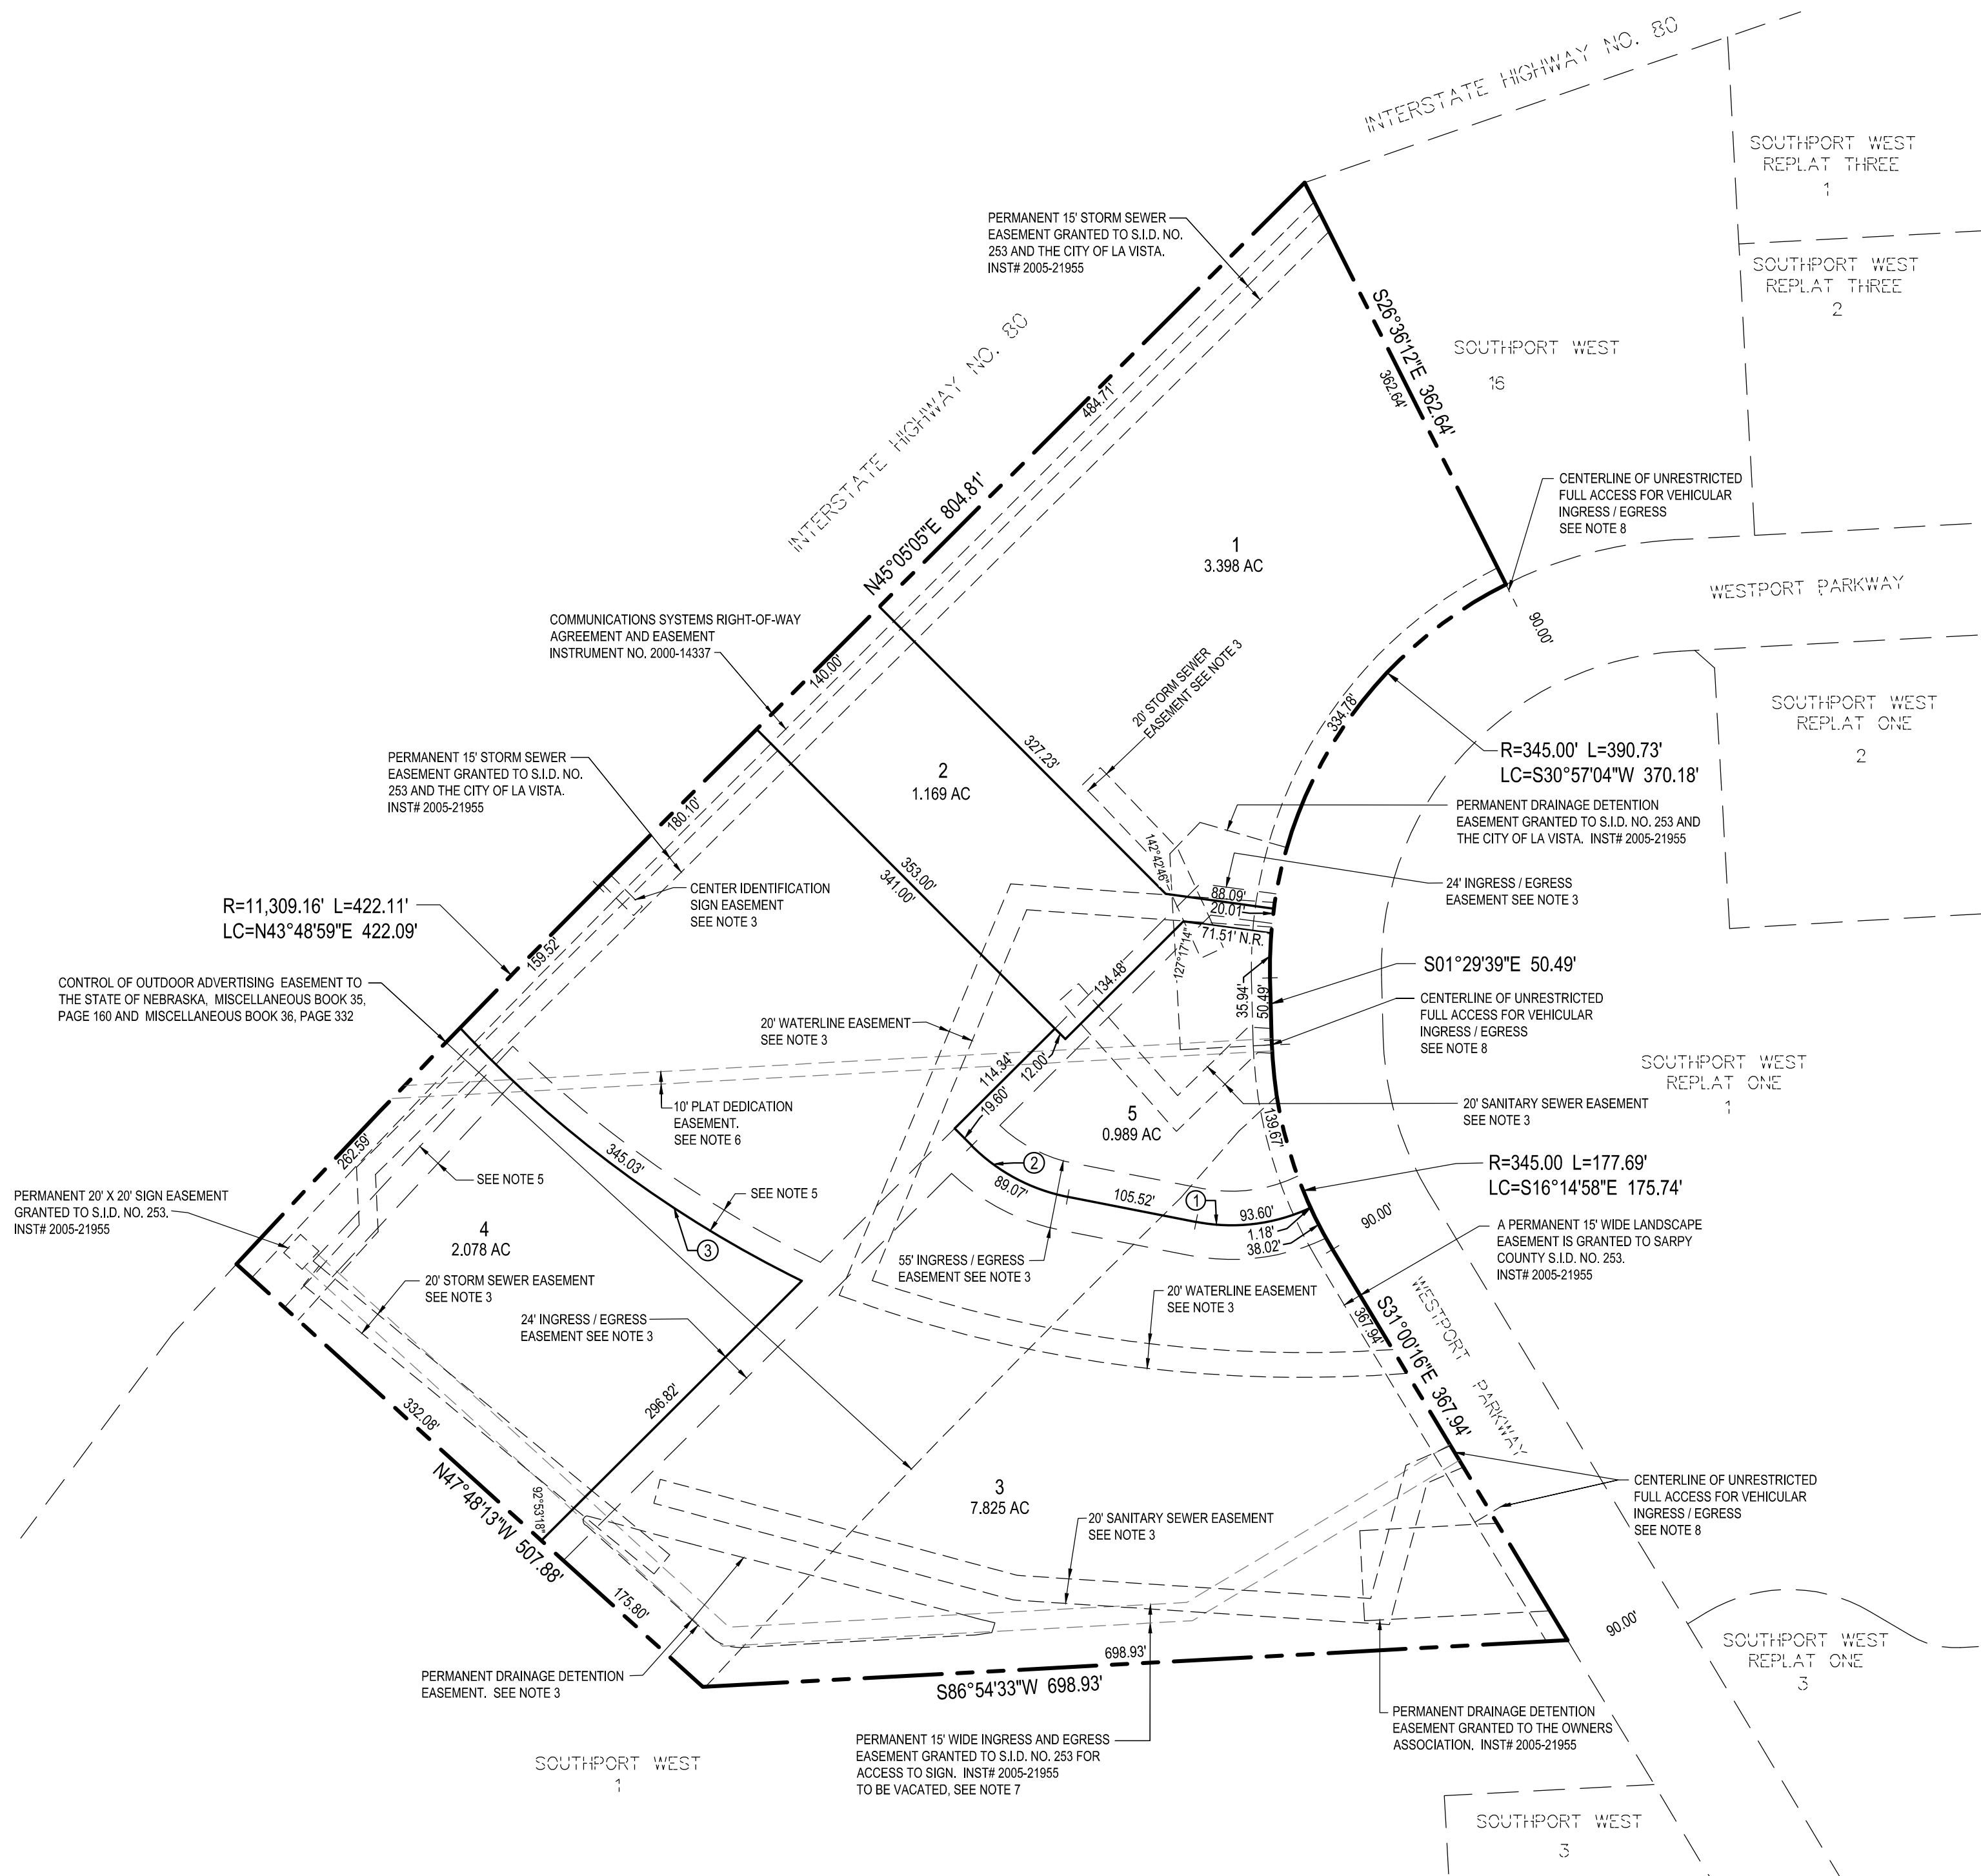 INTERSTATE HIGHWAY NO. 80
SOUTHPORT WEST
REPLAT THREE
1
SOUTHPORT WEST
REPLAT THREE
2
PERMANENT 15' STORM SEWER
EASEMENT GRANTED TO S.I.D. NO.
253 AND THE CITY OF LA VISTA.
INST# 2005-21955
INTERSTATE HIGHWAY NO. 80
484.71'
S26°36'12"E 362.64'
362.64'
SOUTHPORT WEST
16
N45°05'05"E 804.81'
CENTERLINE OF UNRESTRICTED
FULL ACCESS FOR VEHICULAR
INGRESS / EGRESS
SEE NOTE 8
1
3.398 AC
WESTPORT PARKWAY
90.00'
COMMUNICATIONS SYSTEMS RIGHT-OF-WAY
AGREEMENT AND EASEMENT
INSTRUMENT NO. 2000-14337
140.00'
20' STORM SEWER
EASEMENT SEE NOTE 3
SOUTHPORT WEST
REPLAT ONE
2
334.78'
327.23'
R=345.00' L=390.73'
LC=S30°57'04"W 370.18'
PERMANENT 15' STORM SEWER
EASEMENT GRANTED TO S.I.D. NO.
253 AND THE CITY OF LA VISTA.
INST# 2005-21955
180.10'
2
1.169 AC
PERMANENT DRAINAGE DETENTION
EASEMENT GRANTED TO S.I.D. NO. 253 AND
THE CITY OF LA VISTA. INST# 2005-21955
142°42'46"
353.00'
341.00'
CENTER IDENTIFICATION
SIGN EASEMENT
SEE NOTE 3
24' INGRESS / EGRESS
EASEMENT SEE NOTE 3
88.09'
20.01'
71.51' N.R.
127°17'14"
R=11,309.16' L=422.11'
LC=N43°48'59"E 422.09'
159.52'
134.48'
S01°29'39"E 50.49'
35.94'
50.49'
CONTROL OF OUTDOOR ADVERTISING EASEMENT TO
THE STATE OF NEBRASKA, MISCELLANEOUS BOOK 35,
PAGE 160 AND MISCELLANEOUS BOOK 36, PAGE 332
CENTERLINE OF UNRESTRICTED
FULL ACCESS FOR VEHICULAR
INGRESS / EGRESS
SEE NOTE 8
20' WATERLINE EASEMENT
SEE NOTE 3
114.34'
12.00'
19.60'
SOUTHPORT WEST
REPLAT ONE
1
10' PLAT DEDICATION
EASEMENT.
SEE NOTE 6
5
0.989 AC
20' SANITARY SEWER EASEMENT
SEE NOTE 3
139.67'
262.59'
345.03'
SEE NOTE 5
SEE NOTE 5
2
89.07'
105.52'
1
93.60'
1.18'
38.02'
R=345.00 L=177.69'
LC=S16°14'58"E 175.74'
90.00'
PERMANENT 20' X 20' SIGN EASEMENT
GRANTED TO S.I.D. NO. 253.
INST# 2005-21955
4
2.078 AC
3
A PERMANENT 15' WIDE LANDSCAPE
EASEMENT IS GRANTED TO SARPY
COUNTY S.I.D. NO. 253.
INST# 2005-21955
55' INGRESS / EGRESS
EASEMENT SEE NOTE 3
20' STORM SEWER EASEMENT
SEE NOTE 3
20' WATERLINE EASEMENT
SEE NOTE 3
24' INGRESS / EGRESS
EASEMENT SEE NOTE 3
367.94'
S31°00'16"E 367.94'
WESTPORT PARKWAY
296.82'
332.08'
N47°48'13"W 507.88'
92°53'18"
3
7.825 AC
20' SANITARY SEWER EASEMENT
SEE NOTE 3
CENTERLINE OF UNRESTRICTED
FULL ACCESS FOR VEHICULAR
INGRESS / EGRESS
SEE NOTE 8
175.80'
90.00'
698.93'
S86°54'33"W 698.93'
SOUTHPORT WEST
REPLAT ONE
3
PERMANENT DRAINAGE DETENTION
EASEMENT. SEE NOTE 3
PERMANENT DRAINAGE DETENTION
EASEMENT GRANTED TO THE OWNERS
ASSOCIATION. INST# 2005-21955
PERMANENT 15' WIDE INGRESS AND EGRESS
EASEMENT GRANTED TO S.I.D. NO. 253 FOR
ACCESS TO SIGN. INST# 2005-21955
TO BE VACATED, SEE NOTE 7
SOUTHPORT WEST
1
SOUTHPORT WEST
3